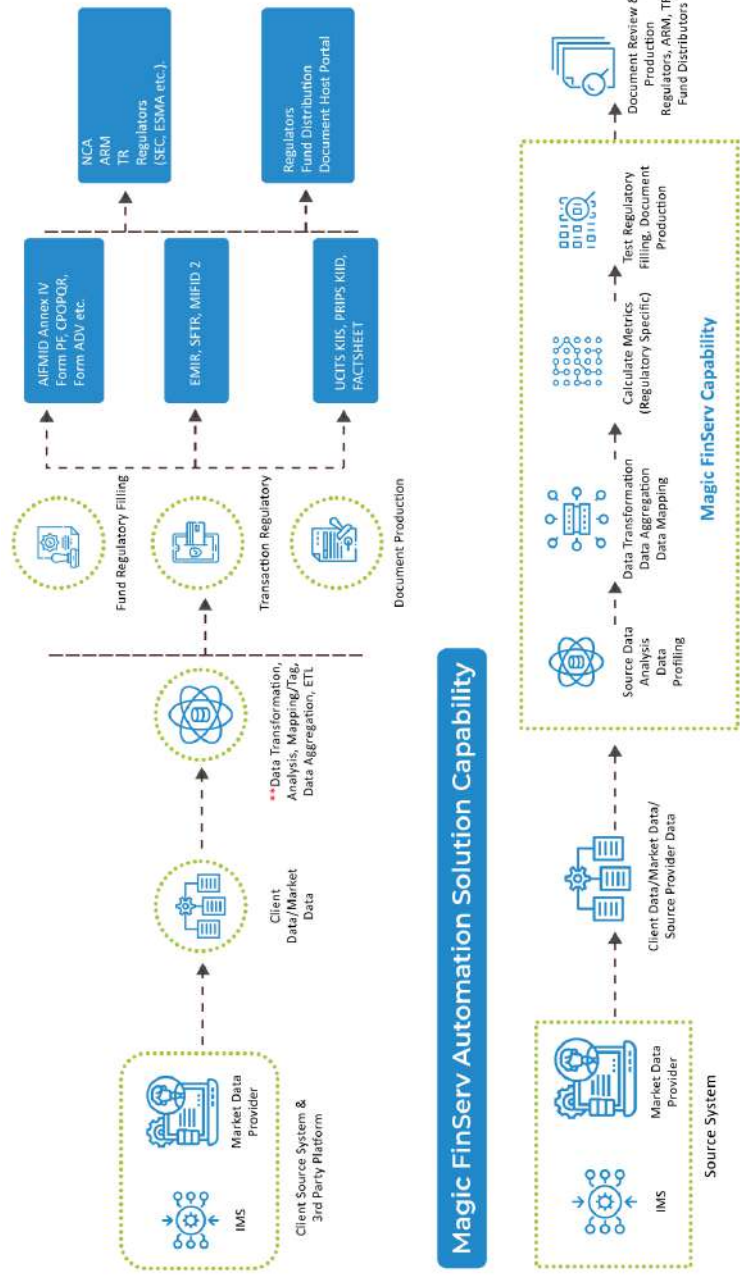 IMS
Market Data
Provider
Client Source System &
3rd Party Platform
Client
Data/Market
Data
**Data Transformation,
Analysis, Mapping/Tag,
Data Aggregation, ETL
Fund Regulatory Filling
Transaction Regulatory
Document Production
AIFMID Annex IV
Form PF, CPOPQR,
Form ADV etc.
EMIR, SFTR, MIFID 2
UCITS KIIS, PRIPS KIID,
FACTSHEET
NCA
ARM
TR
Regulators
(SEC, ESMA etc.).
Regulators
Fund Distribution
Document Host Portal
Magic FinServ Automation Solution Capability
IMS
Market Data
Provider
Source System
Client Data/Market Data/
Source Provider Data
Source Data
Analysis
Data
Profiling
Data Transformation
Data Aggregation
Data Mapping
Calculate Metrics
(Regulatory Specific)
Test Regulatory
Filling, Document
Production
Magic FinServ Capability
Document Review &
Production
Regulators, ARM, TR
Fund Distributors